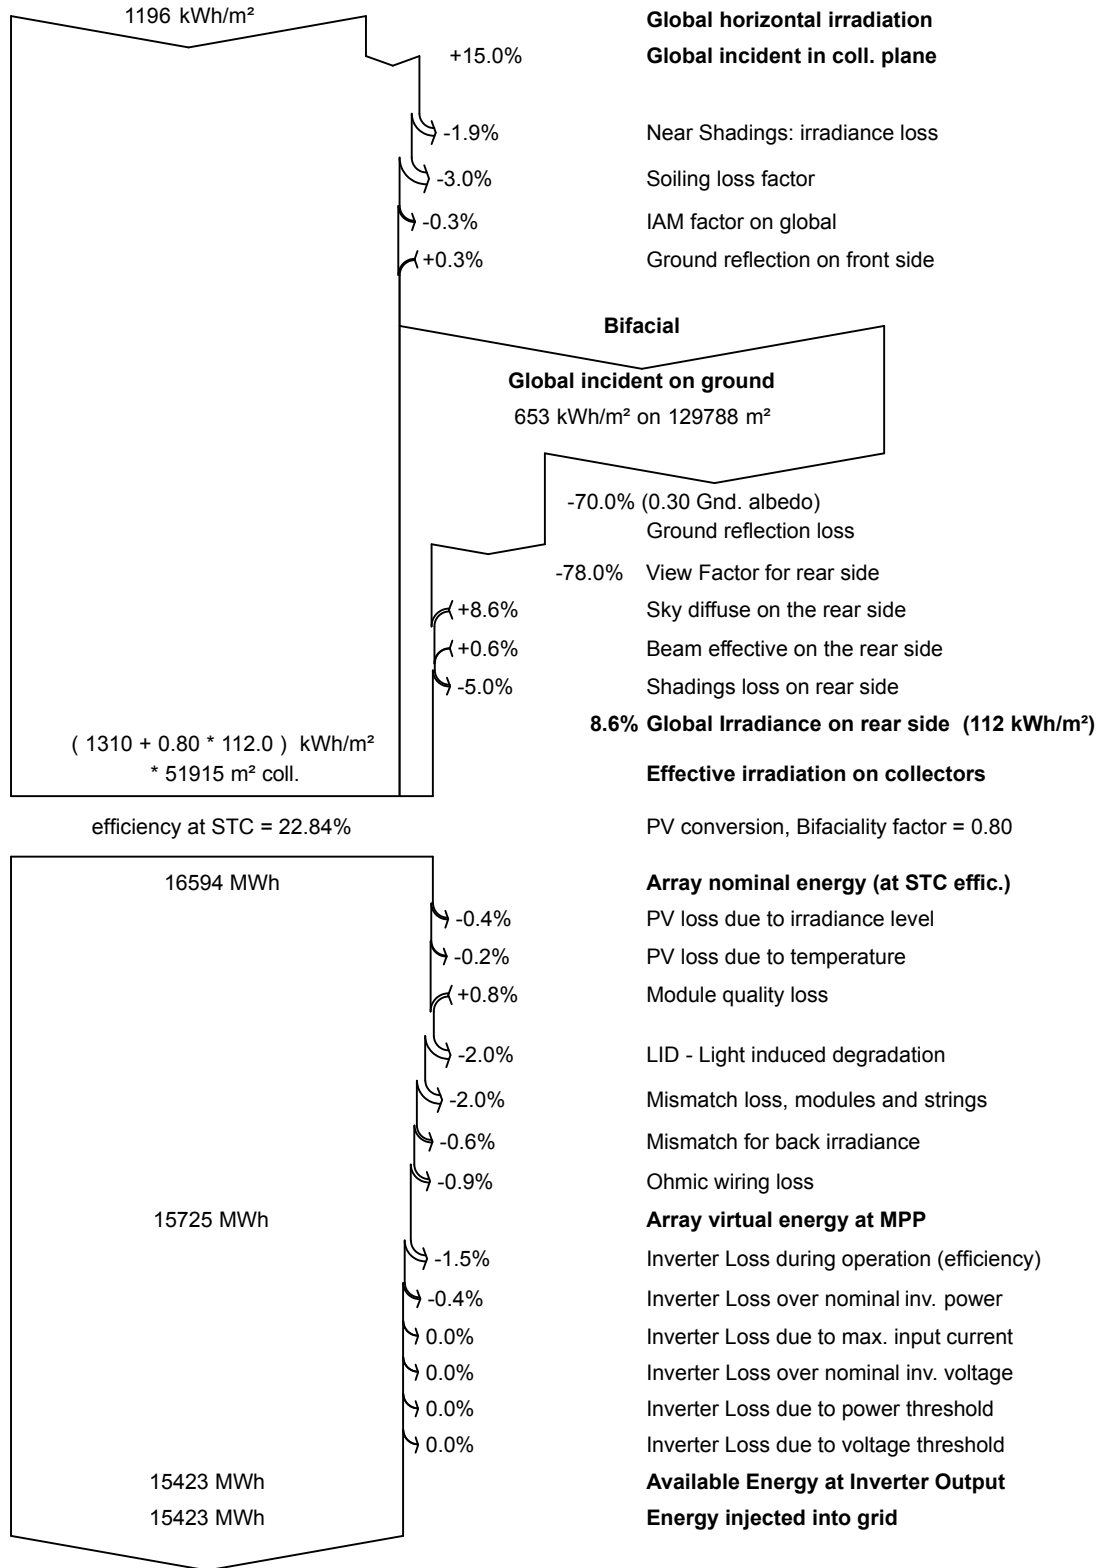 1196 kWh/m² Global horizontal irradiation
+15.0% Global incident in coll. plane
-1.9% Near Shadings: irradiance loss
-3.0% Soiling loss factor
-0.3% IAM factor on global
+0.3% Ground reflection on front side
Bifacial
Global incident on ground
653 kWh/m² on 129788 m²
-70.0% (0.30 Gnd. albedo)
Ground reflection loss
-78.0% View Factor for rear side
+8.6% Sky diffuse on the rear side
+0.6% Beam effective on the rear side
-5.0% Shadings loss on rear side
8.6% Global Irradiance on rear side (112 kWh/m²)
( 1310 + 0.80 * 112.0 ) kWh/m²
* 51915 m² coll. Effective irradiation on collectors
efficiency at STC = 22.84% PV conversion, Bifaciality factor = 0.80
16594 MWh Array nominal energy (at STC effic.)
-0.4% PV loss due to irradiance level
-0.2% PV loss due to temperature
+0.8% Module quality loss
-2.0% LID - Light induced degradation
-2.0% Mismatch loss, modules and strings
-0.6% Mismatch for back irradiance
-0.9% Ohmic wiring loss
15725 MWh Array virtual energy at MPP
-1.5% Inverter Loss during operation (efficiency)
-0.4% Inverter Loss over nominal inv. power
0.0% Inverter Loss due to max. input current
0.0% Inverter Loss over nominal inv. voltage
0.0% Inverter Loss due to power threshold
0.0% Inverter Loss due to voltage threshold
15423 MWh Available Energy at Inverter Output
15423 MWh Energy injected into grid